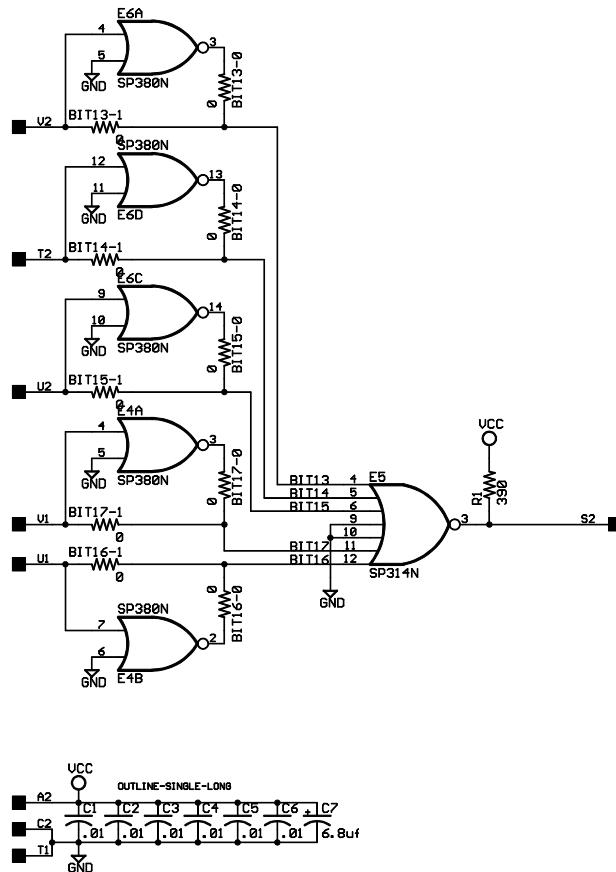 E6A
4
3
5
GND
SP380N
0
BIT13-0
BIT13-1
V2
0
SP380N
12
13
11
GND
E6D
0
BIT14-0
BIT14-1
T2
0
E6C
9
14
10
GND
SP380N
0
BIT15-0
BIT15-1
U2
0
E4A
4
3
5
GND
SP380N
0
BIT17-0
BIT17-1
V1
0
U1
BIT16-1
0
SP380N
0
BIT16-0
7
2
6
GND
E4B
BIT13 4
BIT14 5
BIT15 6
9
10
BIT17 11
BIT16 12
E5
3
SP314N
GND
VCC
R1
390
S2
VCC
OUTLINE-SINGLE-LONG
A2
C1 C2 C3 C4 C5 C6 + C7
C2
.01 .01 .01 .01 .01 .01 6.8uf
T1
GND